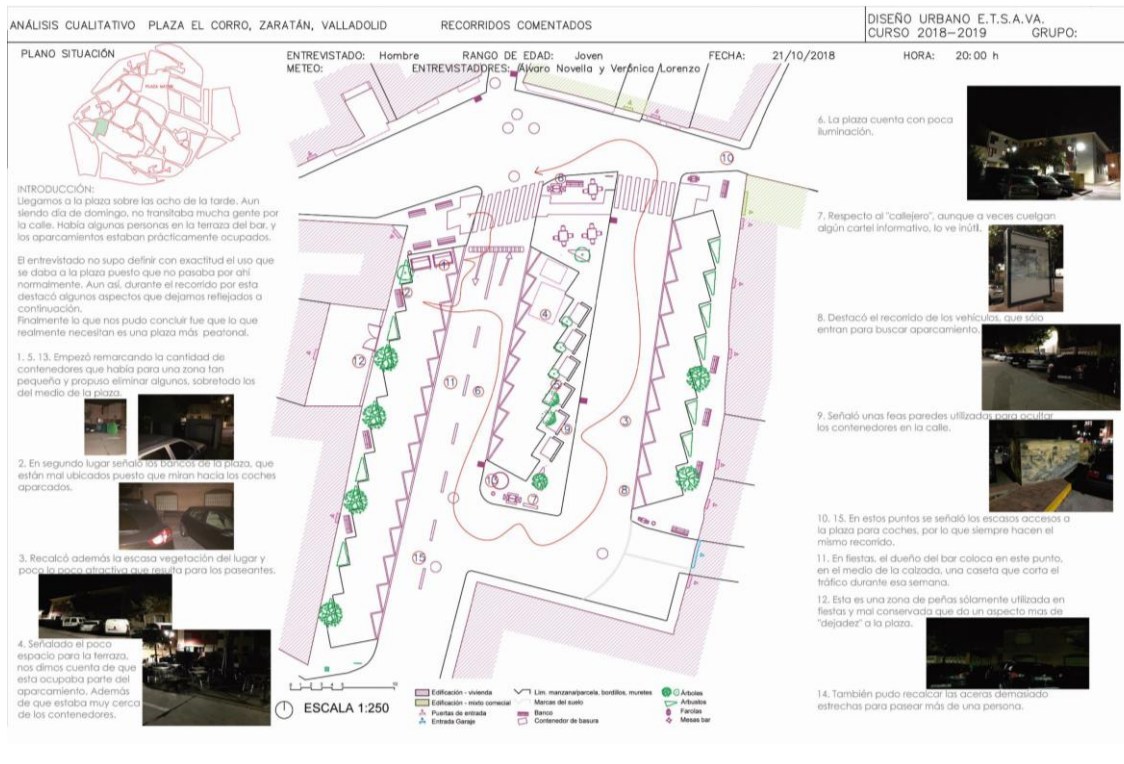 ANÁLISIS CUALITATIVO PLAZA EL CORRO, ZARATÁN, VALLADOLID
RECORRIDOS COMENTADOS
DISEÑO URBANO E.T.S.A.VA.
CURSO 2018-2019 GRUPO:
PLANO SITUACIÓN
ENTREVISTADO: Hombre RANGO DE EDAD: Joven FECHA: 21/10/2018 HORA: 20:00 h
METEO: ENTREVISTADORES: Álvaro Novella y Verónica Lorenzo
INTRODUCCIÓN:
Llegamos a la plaza sobre las ocho de la tarde. Aun
siendo día de domingo, no transitaba mucha gente por
la calle. Había algunas personas en la terraza del bar, y
los aparcamientos estaban prácticamente ocupados.
El entrevistado no supo definir con exactitud el uso que
se daba a la plaza puesto que no pasaba por ahí
normalmente. Aun así, durante el recorrido por esta
destacó algunos aspectos que dejamos reflejados a
continuación.
Finalmente lo que nos pudo concluir fue que lo que
realmente necesitan es una plaza más peatonal.
1. 5. 13. Empezó remarcando la cantidad de
contenedores que había para una zona tan
pequeña y propuso eliminar algunos, sobretodo los
del medio de la plaza.
2. En segundo lugar señaló los bancos de la plaza, que
están mal ubicados puesto que miran hacia los coches
aparcados.
3. Recalcó además la escasa vegetación del lugar y
poco lo poco atractiva que resulta para los paseantes.
4. Señalado el poco
espacio para la terraza,
nos dimos cuenta de que
esta ocupaba parte del
aparcamiento. Además
de que estaba muy cerca
de los contenedores.
10
1
2
4
12
11
6
5
3
9
7
8
15
ESCALA 1:250
Edificación - vivienda
Edificación - mixto comecial
Puertas de entrada
Entrada Garaje
Lim. manzana/parcela, bordillos, muretes
Marcas del suelo
Banco
Contenedor de basura
Árboles
Arbustos
Farolas
Mesas bar
6. La plaza cuenta con poca
iluminación.
7. Respecto al "callejero", aunque a veces cuelgan
algún cartel informativo, lo ve inútil.
8. Destacó el recorrido de los vehículos, que sólo
entran para buscar aparcamiento.
9. Señaló unas feas paredes utilizadas para ocultar
los contenedores en la calle.
10. 15. En estos puntos se señaló los escasos accesos a
la plaza para coches, por lo que siempre hacen el
mismo recorrido.
11. En fiestas, el dueño del bar coloca en este punto,
en el medio de la calzada, una caseta que corta el
tráfico durante esa semana.
12. Esta es una zona de peñas sólamente utilizada en
fiestas y mal conservada que da un aspecto mas de
"dejadez" a la plaza.
14. También pudo recalcar las aceras demasiado
estrechas para pasear más de una persona.